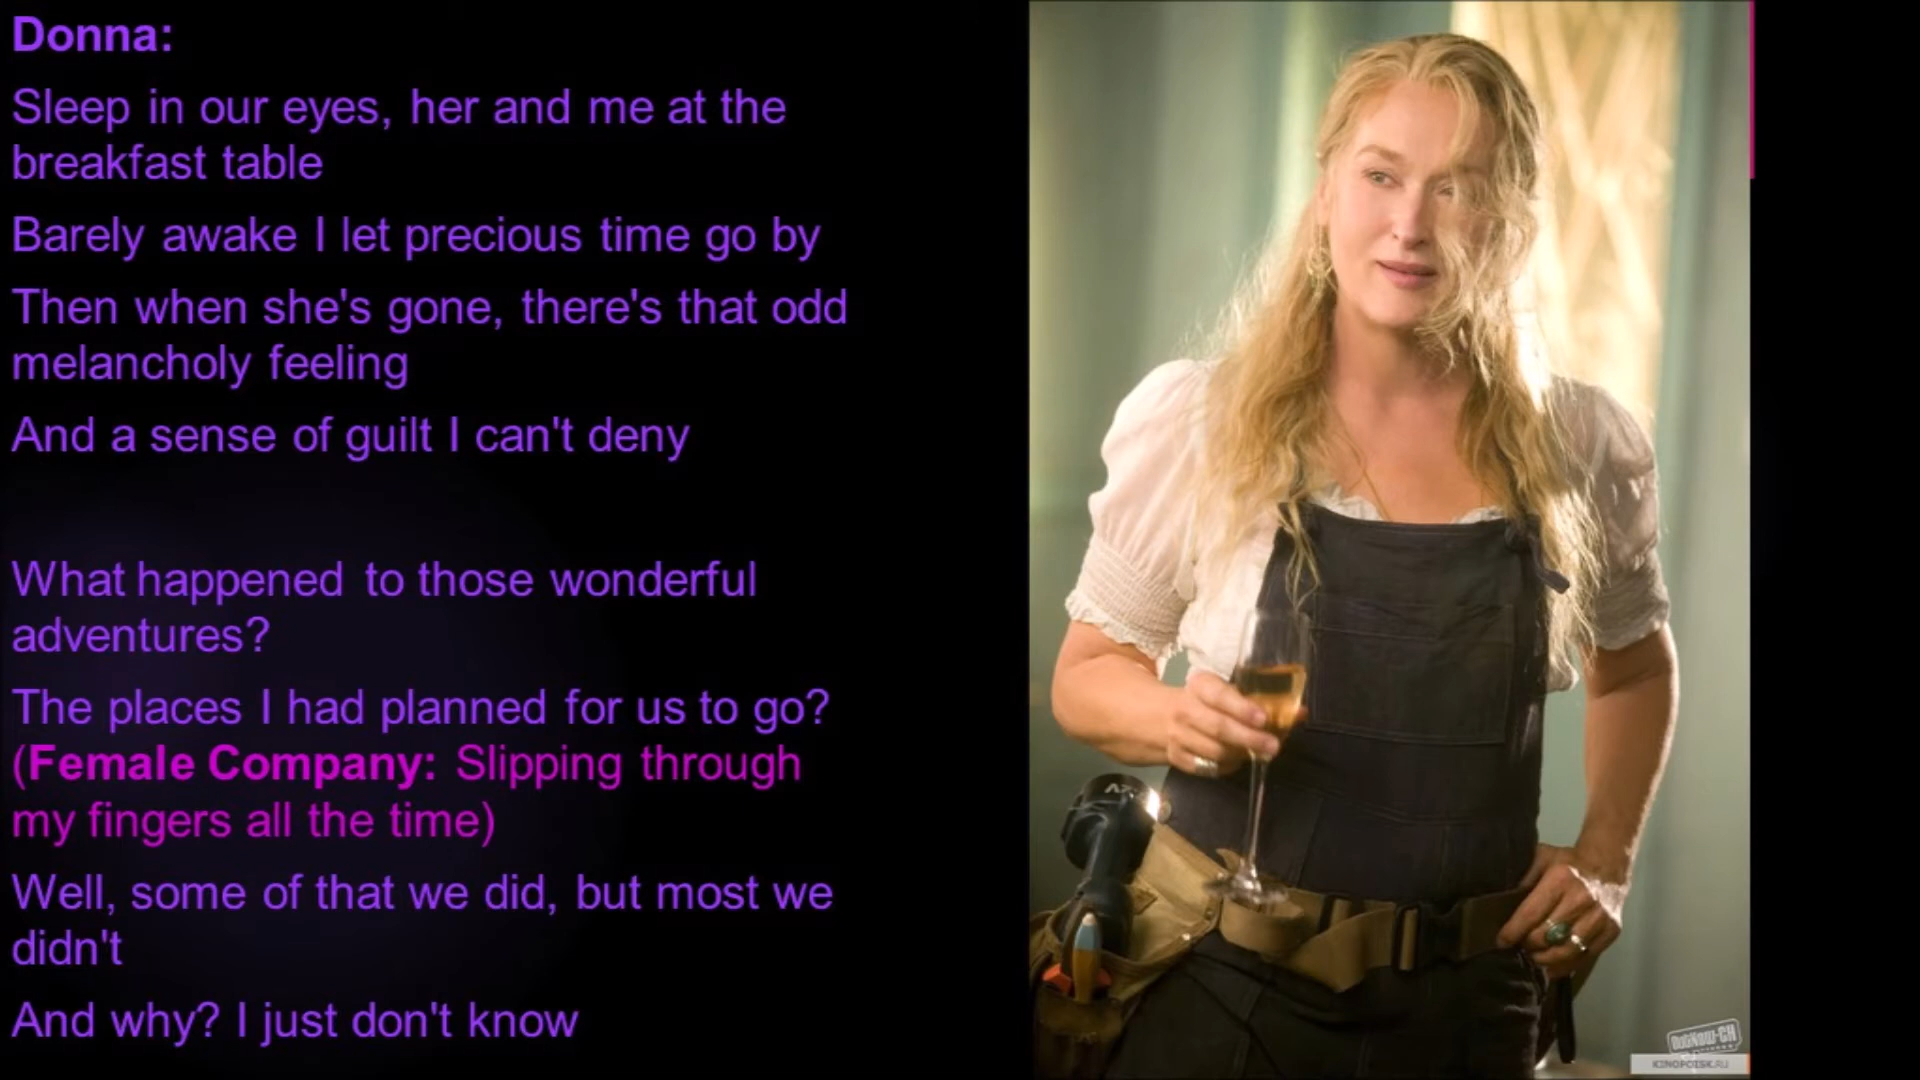 Donna:
Sleep in our eyes, her and me at the
breakfast table
Barely awake I let precious time go by
Then when she's gone, there's that odd
melancholy feeling
And a sense of guilt I can't deny
What happened to those wonderful
adventures?
The places I had planned for us to go?
(Female Company: Slipping through
my fingers all the time)
Well, some of that we did, but most we
didn't
And why? I just don't know
KINOPOISK.RU